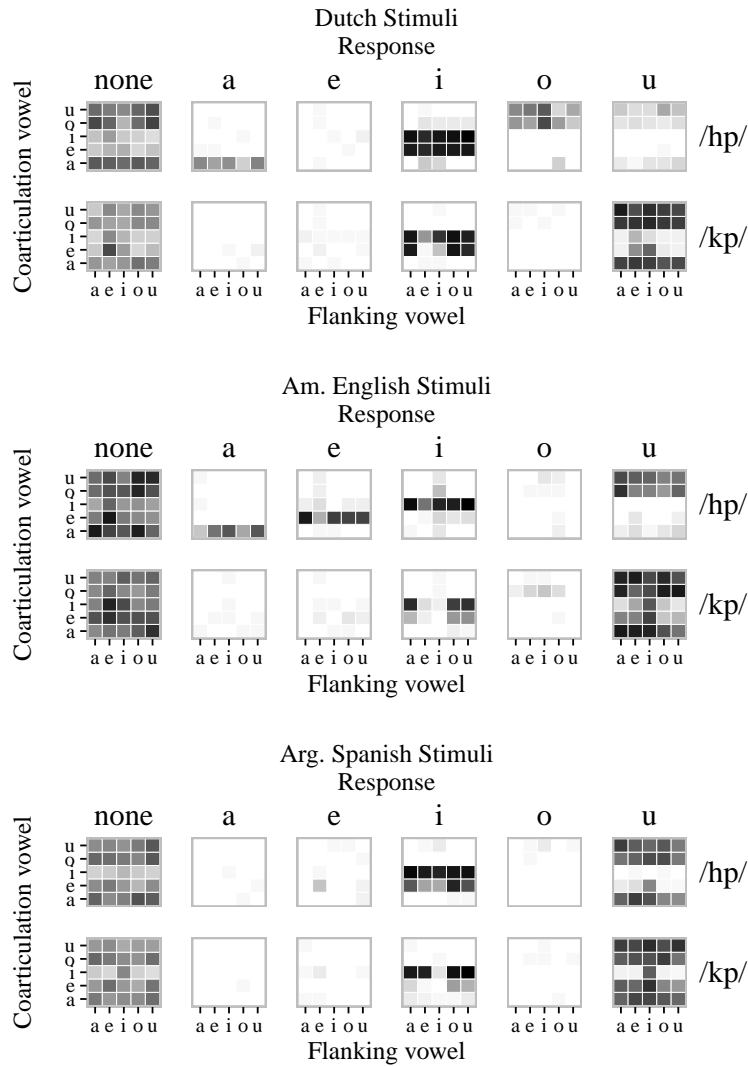 Dutch Stimuli
Response
none a e i o u
Coarticulation vowel
u
o
i
e
a
/hp/
u
o
i
e
a
/kp/
a e i o u a e i o u a e i o u a e i o u a e i o u a e i o u
Flanking vowel
Am. English Stimuli
Response
none a e i o u
Coarticulation vowel
u
o
i
e
a
/hp/
u
o
i
e
a
/kp/
a e i o u a e i o u a e i o u a e i o u a e i o u a e i o u
Flanking vowel
Arg. Spanish Stimuli
Response
none a e i o u
Coarticulation vowel
u
o
i
e
a
/hp/
u
o
i
e
a
/kp/
a e i o u a e i o u a e i o u a e i o u a e i o u a e i o u
Flanking vowel